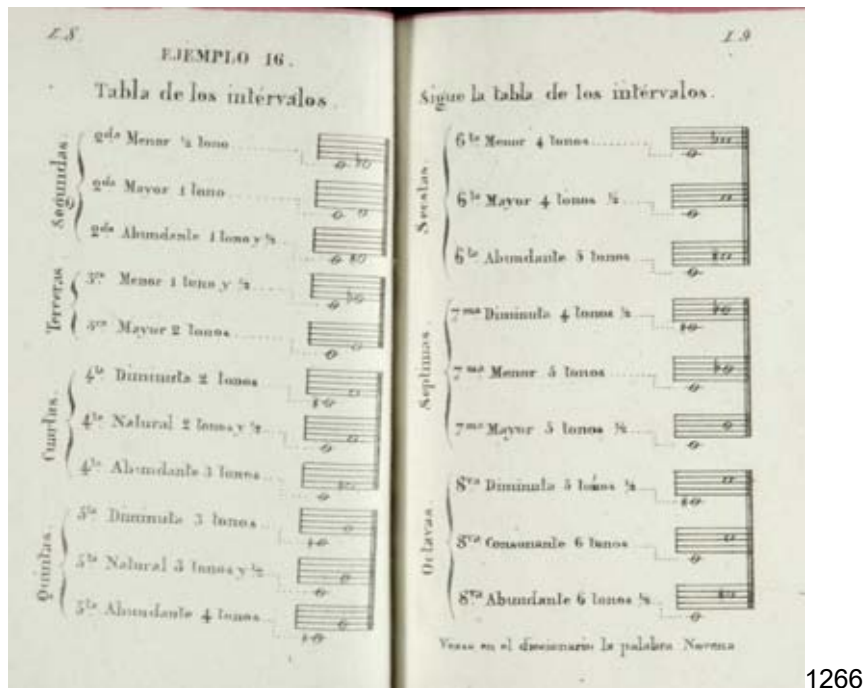 18.
EJEMPLO 16.
Tabla de los intérvalos.
Segundas.
2da Menor ½ tono
2da Mayor 1 tono
2da Abundante 1 tono y ½
Terceras
3ra Menor 1 tono y ½
3ra Mayor 2 tonos
Cuartas.
4ta Diminuta 2 tonos
4ta Natural 2 tonos y ½
4ta Abundante 3 tonos
Quintas.
5ta Diminuta 3 tonos
5ta Natural 3 tonos y ½
5ta Abundante 4 tonos
19
Sigue la tabla de los intérvalos.
Secstas.
6ta Menor 4 tonos
6ta Mayor 4 tonos ½
6ta Abundante 5 tonos
Septimas
7ma Diminuta 4 tonos ½
7ma Menor 5 tonos
7ma Mayor 5 tonos ½
Octavas.
8va Diminuta 5 tonos ½
8va Consonante 6 tonos
8va Abundante 6 tonos ½
Vease en el diccionario la palabra Novena
1266